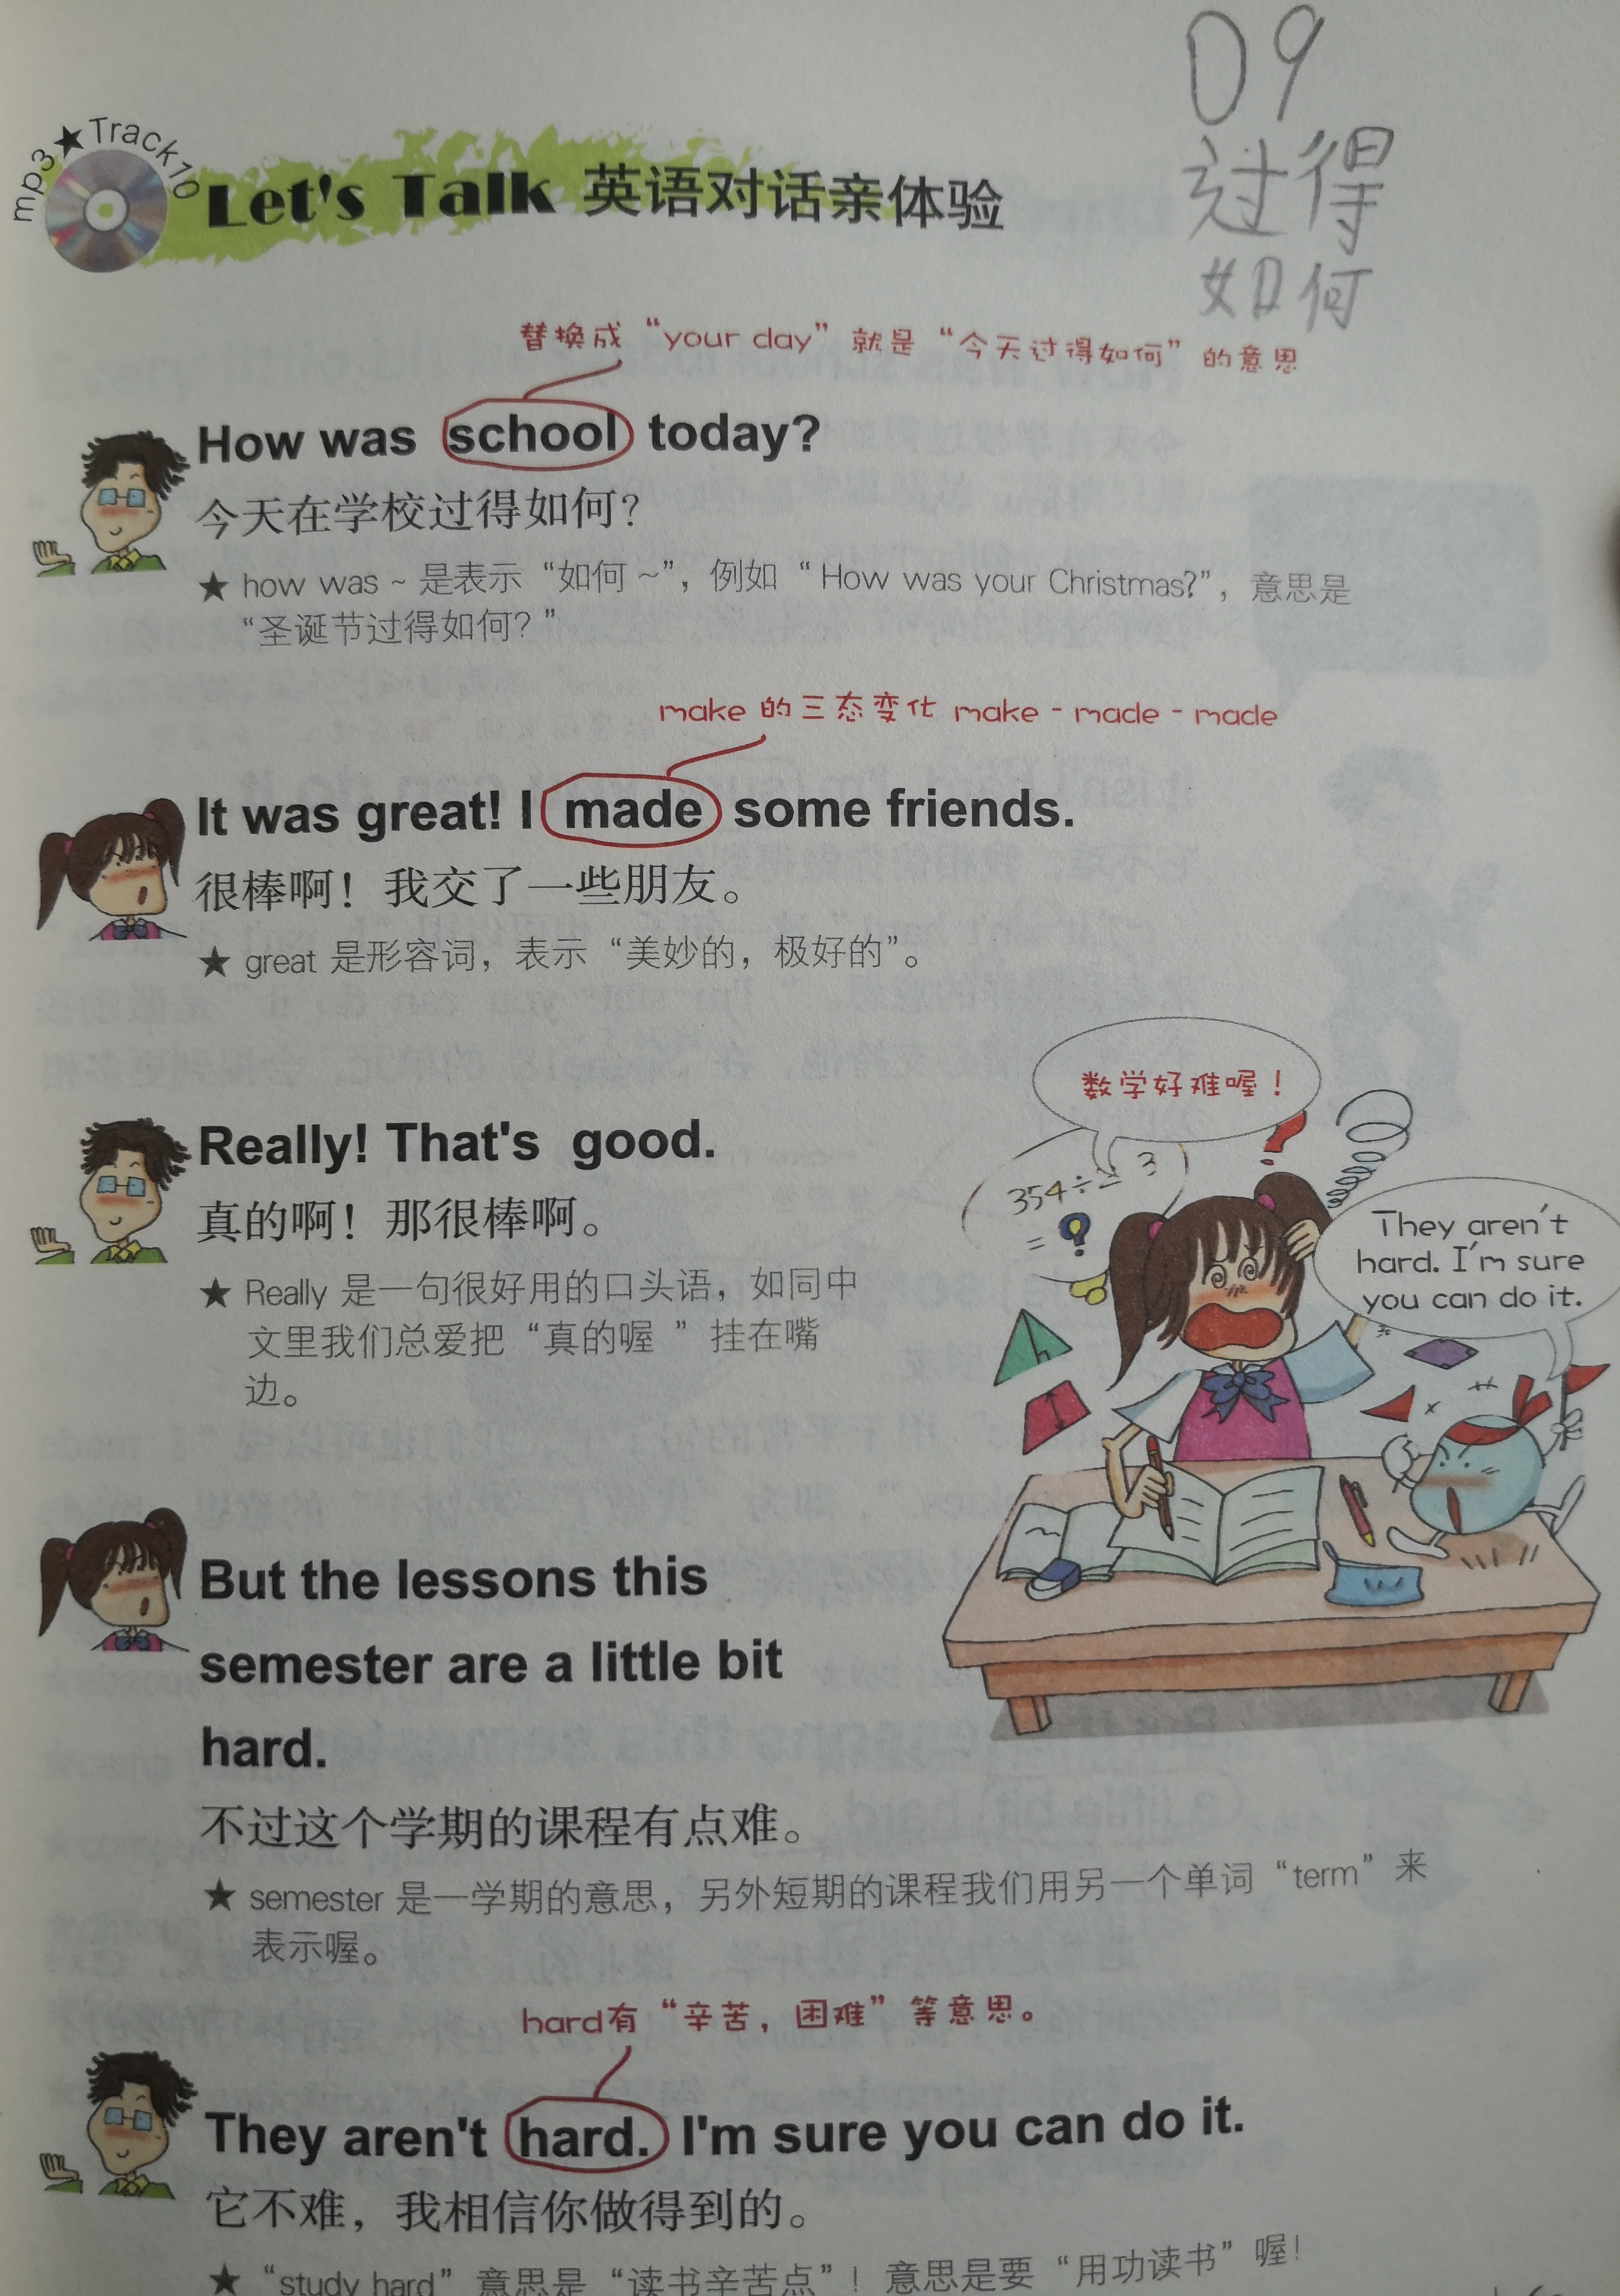 09
过得
如何
mp3★Track10
Let's Talk 英语对话亲体验
替换成“your day”就是“今天过得如何”的意思
How was school today?
今天在学校过得如何？
★ how was ~ 是表示“如何 ~”，例如“ How was your Christmas?”，意思是
“圣诞节过得如何？”
make 的三态变化 make - made - made
It was great! I made some friends.
很棒啊！我交了一些朋友。
★ great 是形容词，表示“美妙的，极好的”。
Really! That's good.
真的啊！那很棒啊。
★ Really 是一句很好用的口头语，如同中
文里我们总爱把“真的喔 ”挂在嘴
边。
数学好难喔！
354÷
3
= ?
They aren't
hard. I'm sure
you can do it.
But the lessons this
semester are a little bit
hard.
不过这个学期的课程有点难。
★ semester 是一学期的意思，另外短期的课程我们用另一个单词“term”来
表示喔。
hard有“辛苦，困难”等意思。
They aren't hard. I'm sure you can do it.
它不难，我相信你做得到的。
★ “study hard”意思是“读书辛苦点”！意思是要“用功读书”喔！